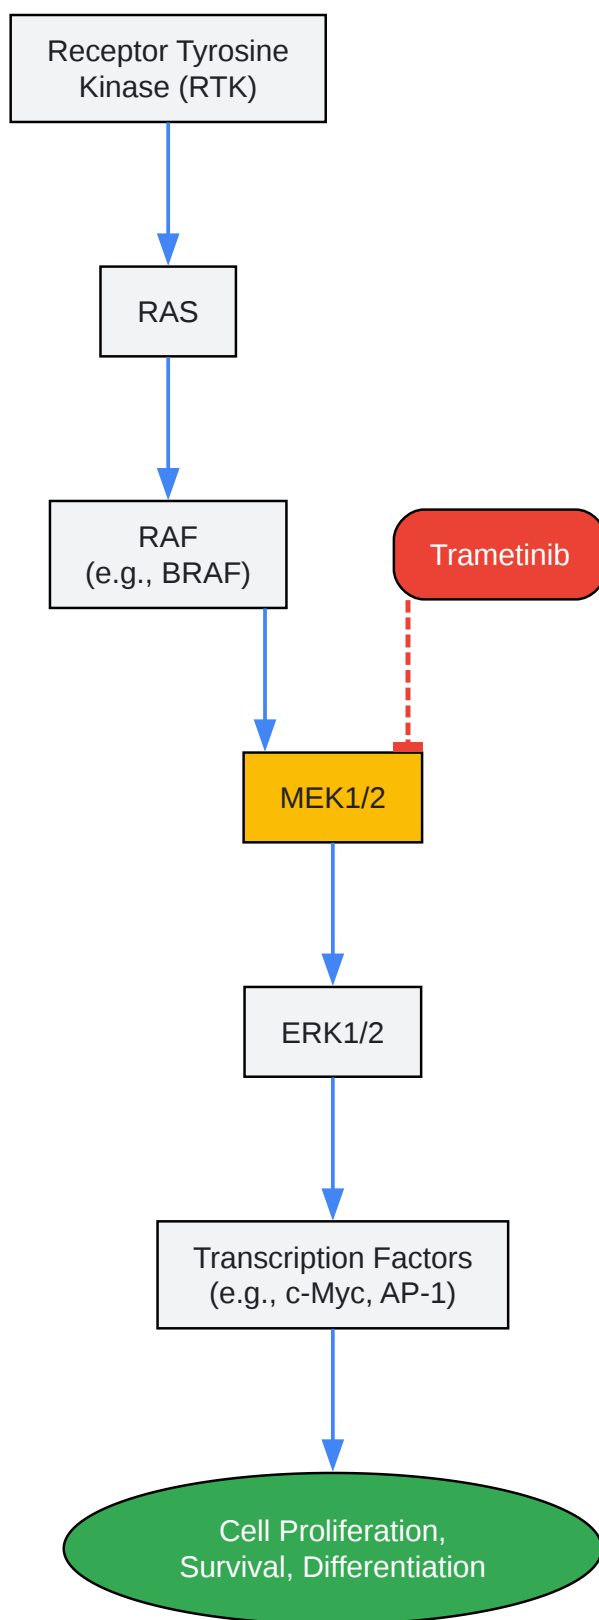 Receptor Tyrosine
Kinase (RTK)
RAS
RAF
(e.g., BRAF)
Trametinib
MEK1/2
ERK1/2
Transcription Factors
(e.g., c-Myc, AP-1)
Cell Proliferation,
Survival, Differentiation